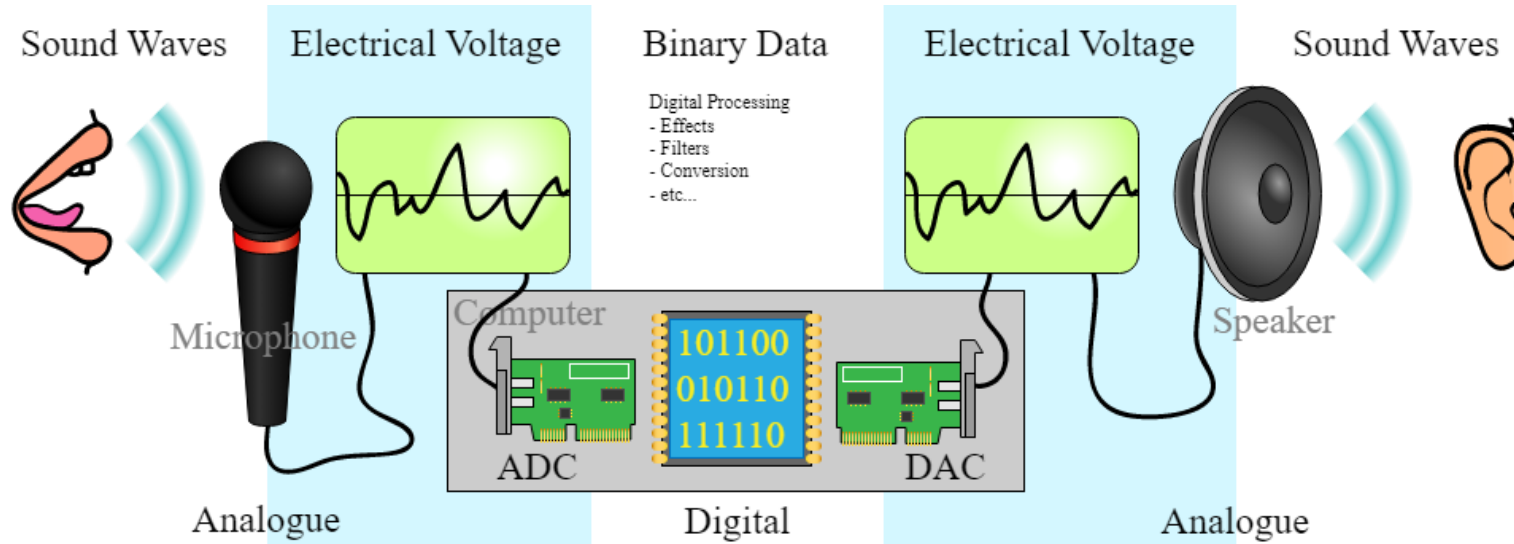 Sound Waves
Electrical Voltage
Binary Data
Electrical Voltage
Sound Waves
Digital Processing
- Effects
- Filters
- Conversion
- etc...
Microphone
Computer
Speaker
101100
010110
111110
ADC
DAC
Analogue
Digital
Analogue